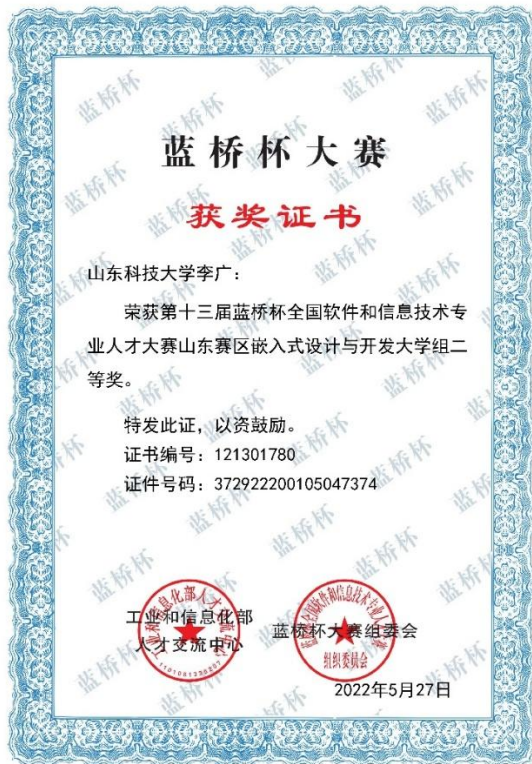 蓝桥杯大赛
获奖证书
山东科技大学李广：
荣获第十三届蓝桥杯全国软件和信息技术专
业人才大赛山东赛区嵌入式设计与开发大学组二
等奖。
特发此证，以资鼓励。
证书编号：121301780
证件号码：372922200105047374
工业和信息化部
人才交流中心
蓝桥杯大赛组委会
2022年5月27日